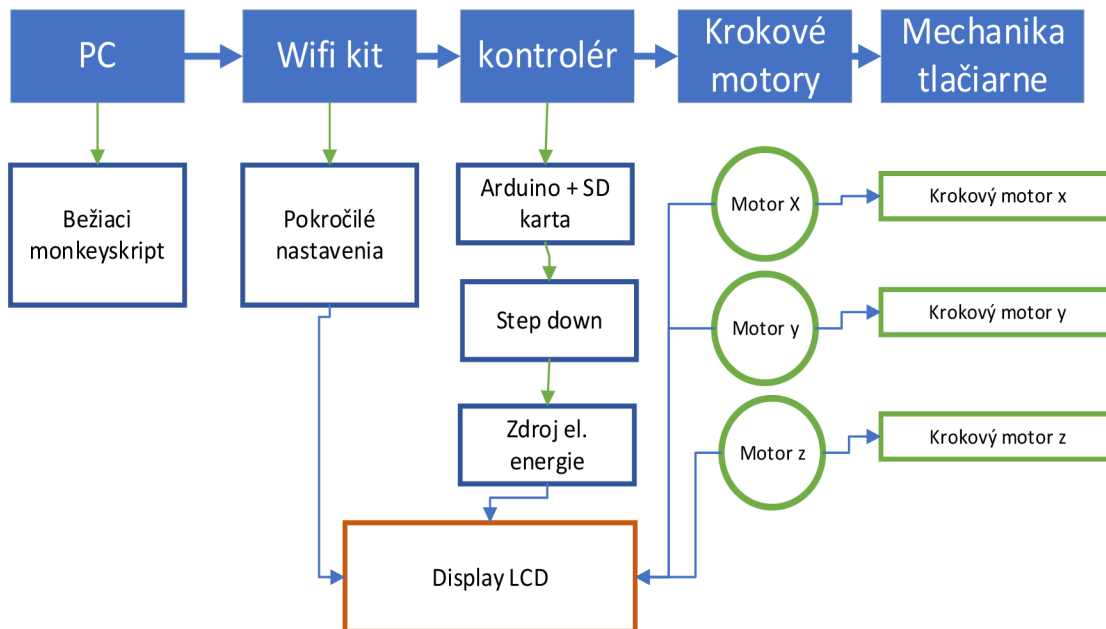 PC
Wifi kit
kontrolér
Krokové
motory
Mechanika
tlačiarne
Bežiaci
monkeyskript
Pokročilé
nastavenia
Arduino + SD
karta
Step down
Zdroj el.
energie
Display LCD
Motor X
Krokový motor x
Motor y
Krokový motor y
Motor z
Krokový motor z